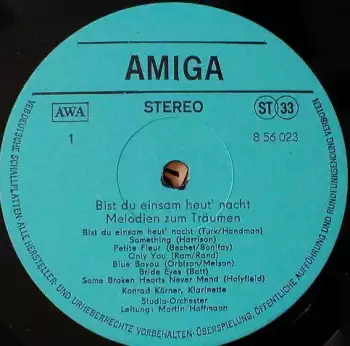 AMIGA
AWA
STEREO
ST 33
1
8 56 023
Bist du einsam heut' nacht
Melodien zum Träumen
Bist du einsam heut' nacht (Turk/Handman)
Something (Harrison)
Petite Fleur (Bechet/Bonifay)
Only You (Ram/Rand)
Blue Bayou (Orbison/Melson)
Bride Eyes (Batt)
Some Broken Hearts Never Mend (Holyfield)
Konrad Körner, Klarinette
Studio-Orchester
Leitung: Martin Hoffmann
VEB DEUTSCHE SCHALLPLATTEN · ALLE HERSTELLER- UND URHEBERRECHTE VORBEHALTEN · ÜBERSPIELUNG, ÖFFENTLICHE AUFFÜHRUNG UND RUNDFUNKSENDUNG VERBOTEN